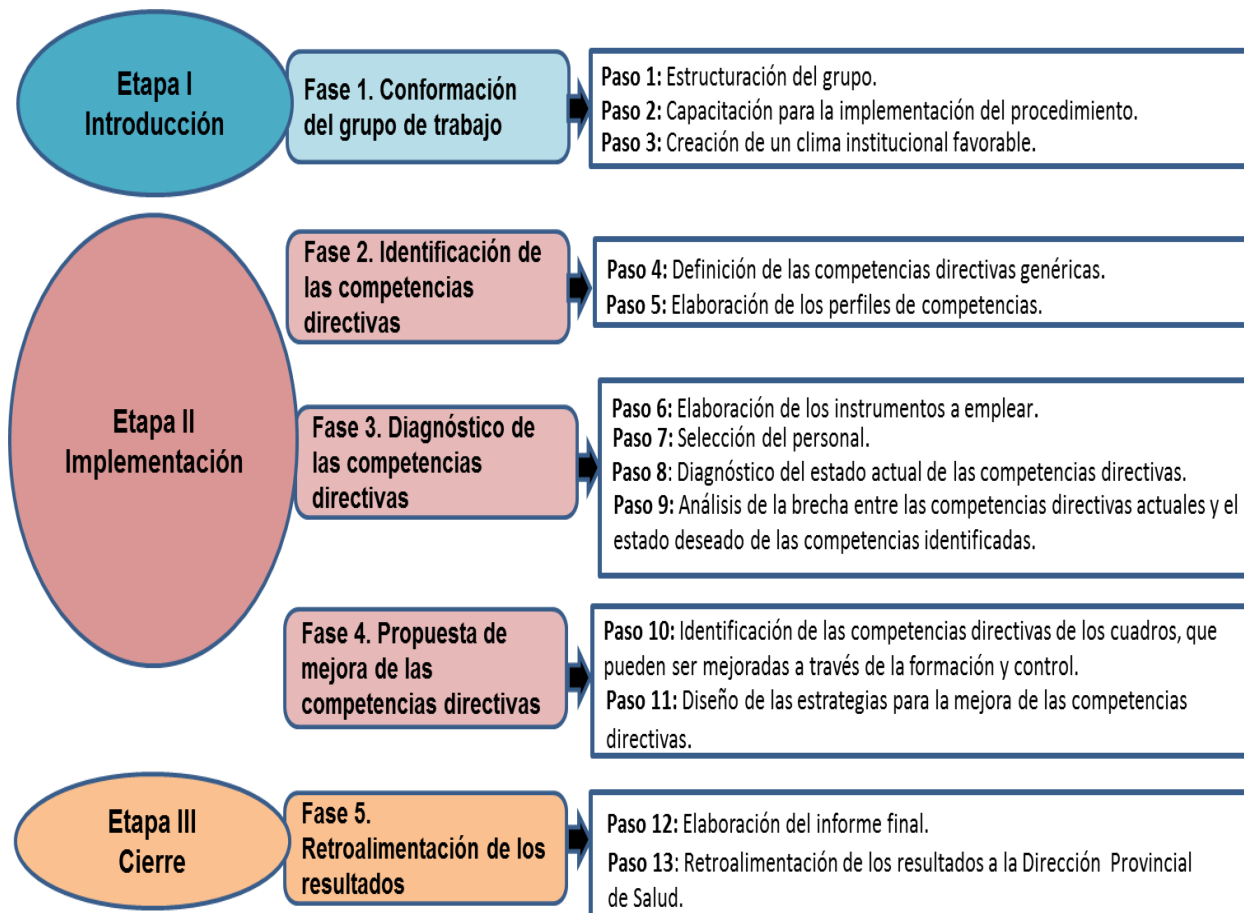 Etapa I
Introducción
Fase 1. Conformación
del grupo de trabajo
Paso 1: Estructuración del grupo.
Paso 2: Capacitación para la implementación del procedimiento.
Paso 3: Creación de un clima institucional favorable.
Etapa II
Implementación
Fase 2. Identificación de
las competencias
directivas
Paso 4: Definición de las competencias directivas genéricas.
Paso 5: Elaboración de los perfiles de competencias.
Fase 3. Diagnóstico de
las competencias
directivas
Paso 6: Elaboración de los instrumentos a emplear.
Paso 7: Selección del personal.
Paso 8: Diagnóstico del estado actual de las competencias directivas.
Paso 9: Análisis de la brecha entre las competencias directivas actuales y el
estado deseado de las competencias identificadas.
Fase 4. Propuesta de
mejora de las
competencias directivas
Paso 10: Identificación de las competencias directivas de los cuadros, que
pueden ser mejoradas a través de la formación y control.
Paso 11: Diseño de las estrategias para la mejora de las competencias
directivas.
Etapa III
Cierre
Fase 5.
Retroalimentación de los
resultados
Paso 12: Elaboración del informe final.
Paso 13: Retroalimentación de los resultados a la Dirección Provincial
de Salud.